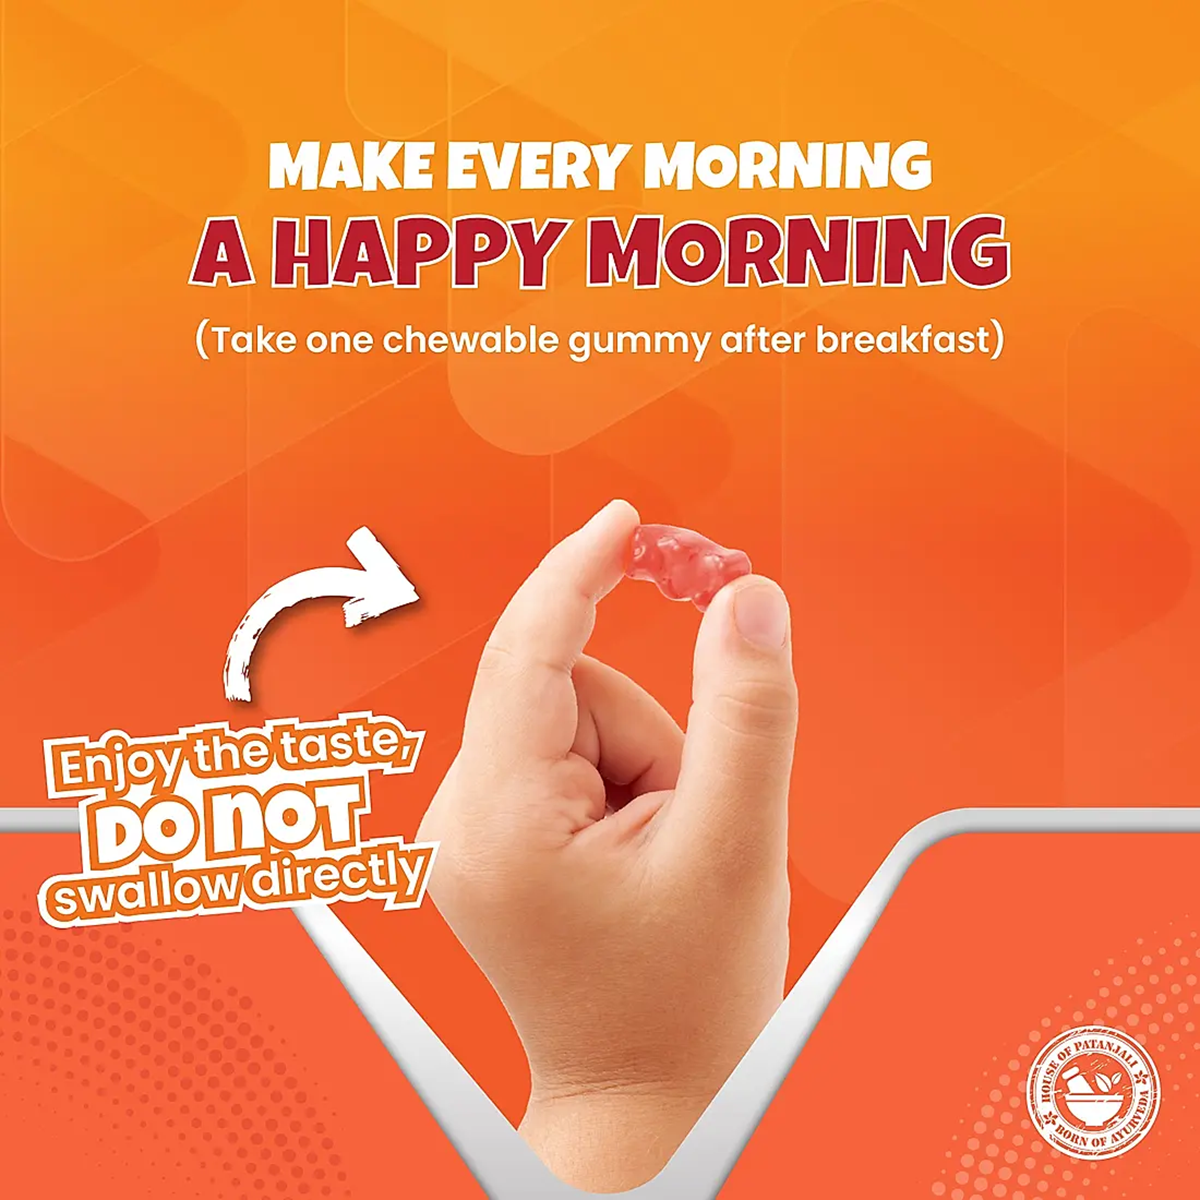 MAKE EVERY MORNING
A HAPPY MORNING
(Take one chewable gummy after breakfast)
Enjoy the taste,
DO NOT
swallow directly
HOUSE OF PATANJALI
BORN OF AYURVEDA